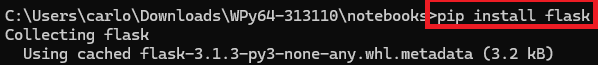 C:\Users\carlo\Downloads\WPy64-313110\notebooks>pip install flask
Collecting flask
  Using cached flask-3.1.3-py3-none-any.whl.metadata (3.2 kB)